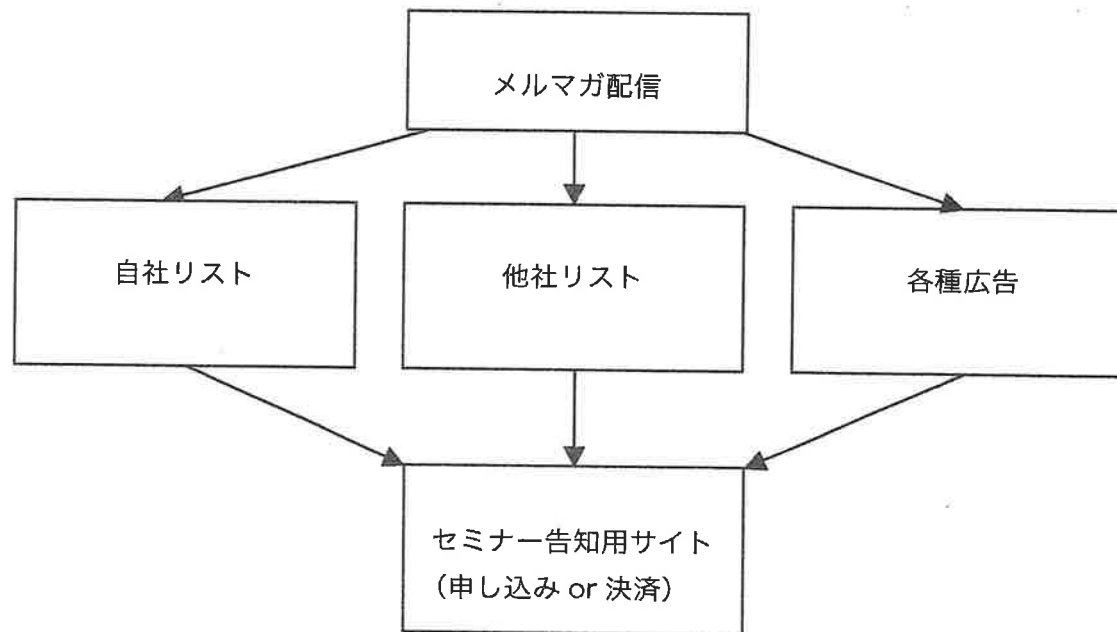 メルマガ配信
自社リスト
他社リスト
各種広告
セミナー告知用サイト
（申し込み or 決済）